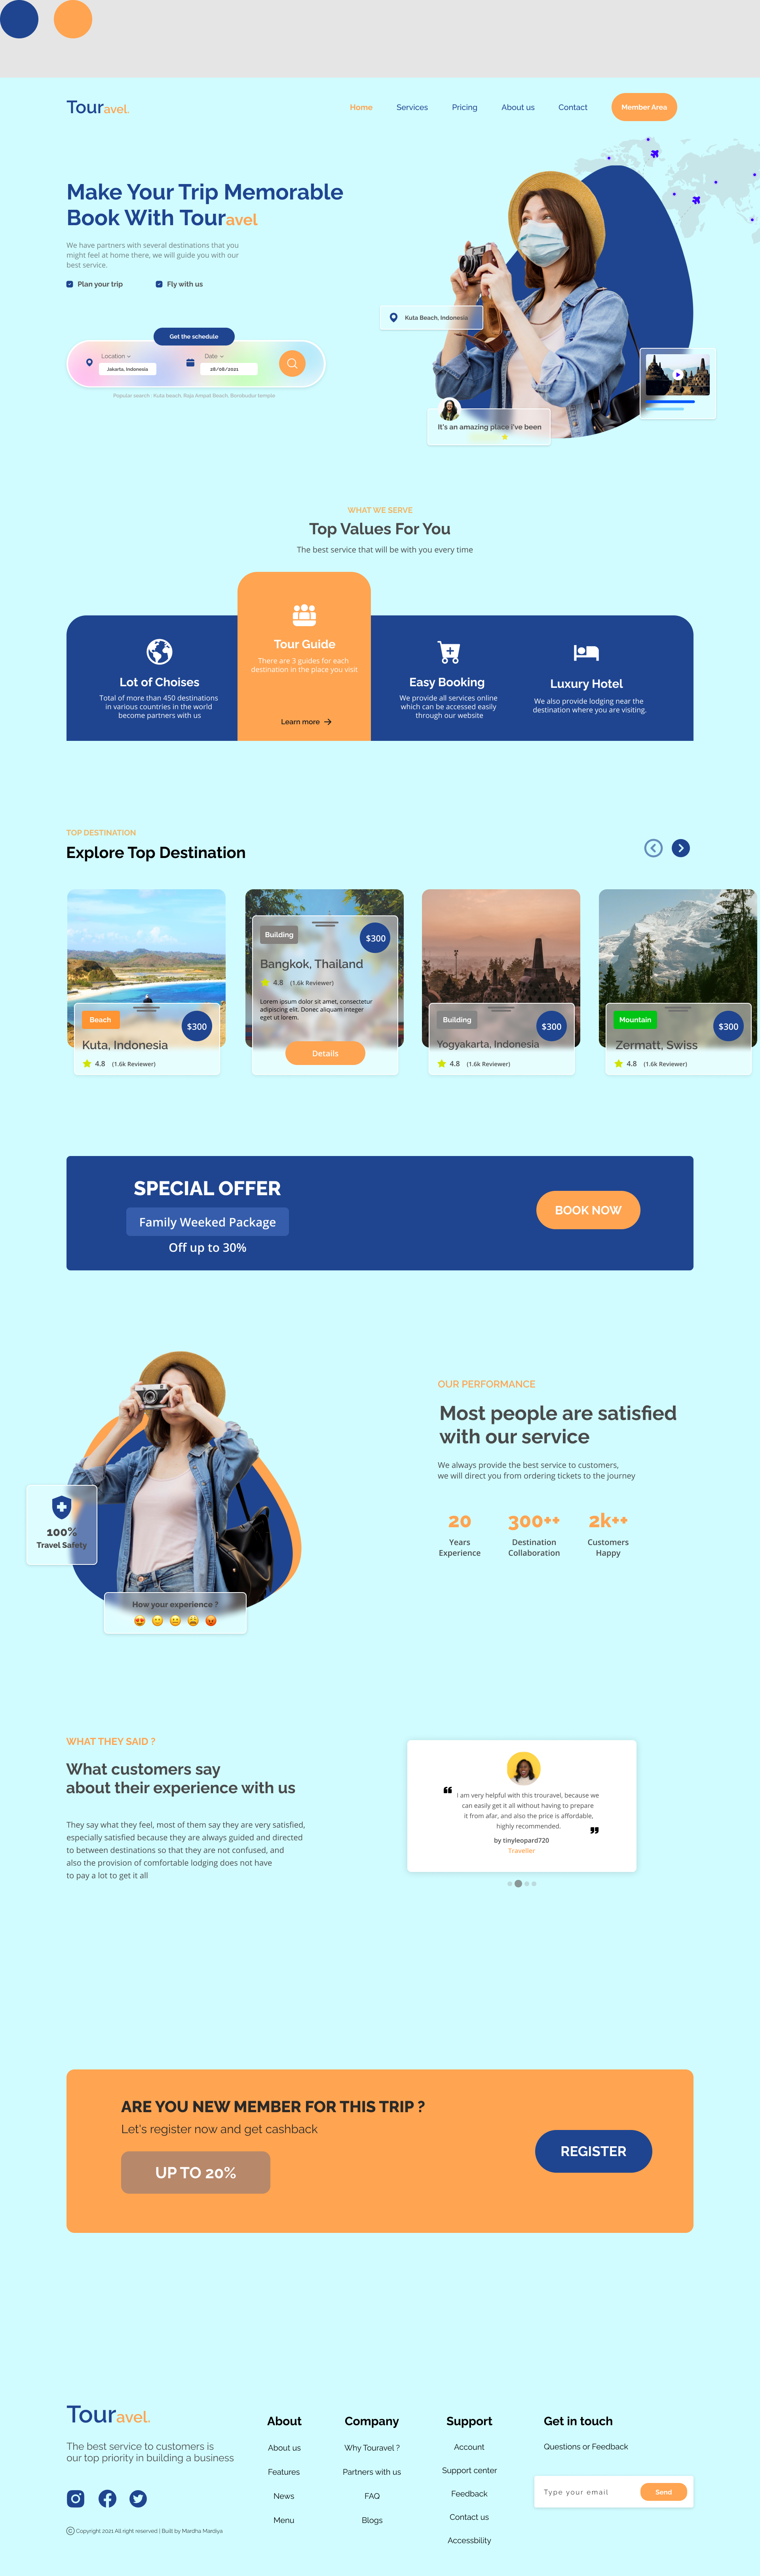 Touravel.
Home
Services
Pricing
About us
Contact
Member Area
Make Your Trip Memorable
Book With Touravel
We have partners with several destinations that you
might feel at home there, we will guide you with our
best service.
Plan your trip
Fly with us
Kuta Beach, Indonesia
Get the schedule
Location
Date
Jakarta, Indonesia
28/08/2021
Popular search : Kuta beach, Raja Ampat Beach, Borobudur temple
It's an amazing place i've been
WHAT WE SERVE
Top Values For You
The best service that will be with you every time
Lot of Choises
Total of more than 450 destinations
in various countries in the world
become partners with us
Tour Guide
There are 3 guides for each
destination in the place you visit
Learn more
Easy Booking
We provide all services online
which can be accessed easily
through our website
Luxury Hotel
We also provide lodging near the
destination where you are visiting.
TOP DESTINATION
Explore Top Destination
Beach
$300
Kuta, Indonesia
4.8 (1.6k Reviewer)
Building
$300
Bangkok, Thailand
4.8 (1.6k Reviewer)
Lorem ipsum dolor sit amet, consectetur
adipiscing elit. Donec aliquam integer
eget ut lorem.
Details
Building
$300
Yogyakarta, Indonesia
4.8 (1.6k Reviewer)
Mountain
$300
Zermatt, Swiss
4.8 (1.6k Reviewer)
SPECIAL OFFER
Family Weeked Package
Off up to 30%
BOOK NOW
100%
Travel Safety
How your experience ?
OUR PERFORMANCE
Most people are satisfied
with our service
We always provide the best service to customers,
we will direct you from ordering tickets to the journey
20
Years
Experience
300++
Destination
Collaboration
2k++
Customers
Happy
WHAT THEY SAID ?
What customers say
about their experience with us
They say what they feel, most of them say they are very satisfied,
especially satisfied because they are always guided and directed
to between destinations so that they are not confused, and
also the provision of comfortable lodging does not have
to pay a lot to get it all
❝ I am very helpful with this trouravel, because we
can easily get it all without having to prepare
it from afar, and also the price is affordable,
highly recommended. ❞
by tinyleopard720
Traveller
ARE YOU NEW MEMBER FOR THIS TRIP ?
Let's register now and get cashback
UP TO 20%
REGISTER
Touravel.
The best service to customers is
our top priority in building a business
© Copyright 2021 All right reserved | Built by Mardha Mardiya
About
About us
Features
News
Menu
Company
Why Touravel ?
Partners with us
FAQ
Blogs
Support
Account
Support center
Feedback
Contact us
Accessbility
Get in touch
Questions or Feedback
Type your email
Send